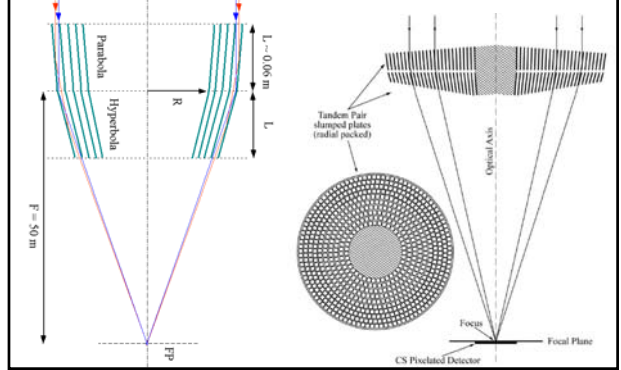 Parabola
L ~ 0.06 m
Hyperbola
R
L
F = 50 m
FP
Tandem Pair
slumped plates
(radial packed)
Optical Axis
Focus
Focal Plane
CS Pixelated Detector